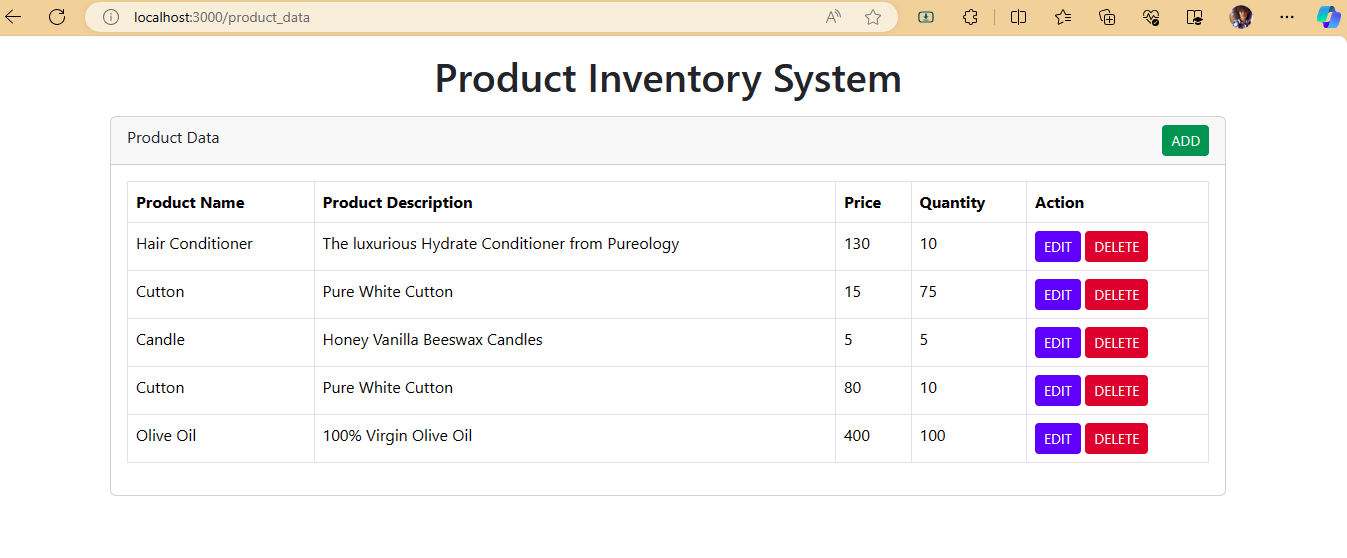 localhost:3000/product_data
Product Inventory System
Product Data ADD
Product Name Product Description Price Quantity Action
Hair Conditioner The luxurious Hydrate Conditioner from Pureology 130 10 EDIT DELETE
Cutton Pure White Cutton 15 75 EDIT DELETE
Candle Honey Vanilla Beeswax Candles 5 5 EDIT DELETE
Cutton Pure White Cutton 80 10 EDIT DELETE
Olive Oil 100% Virgin Olive Oil 400 100 EDIT DELETE